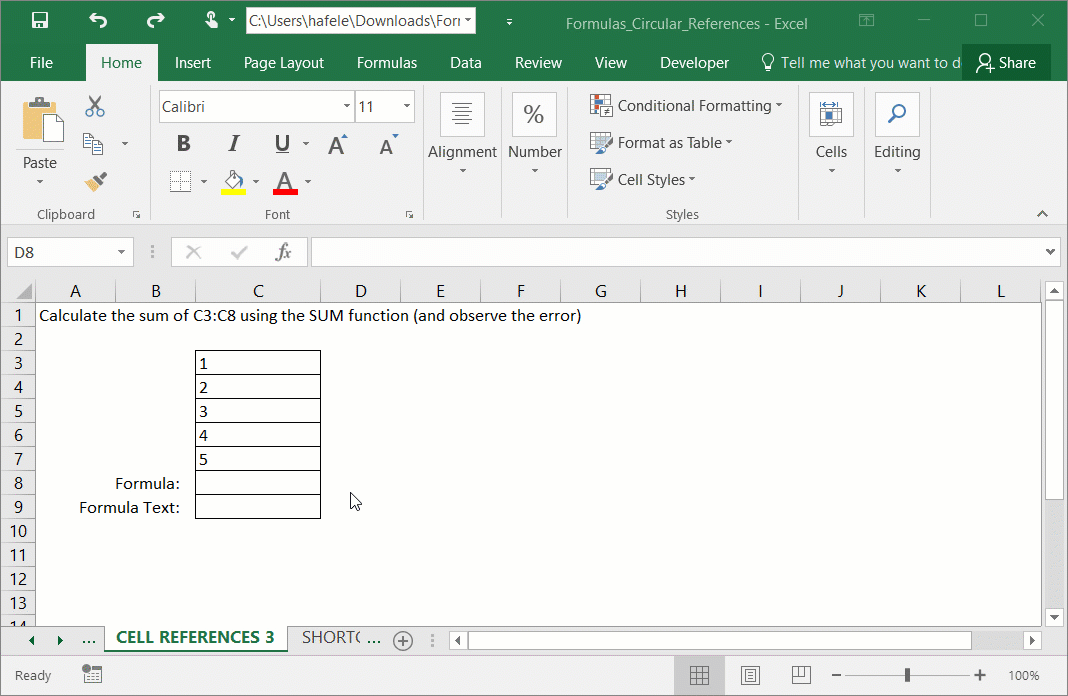 C:\Users\hafele\Downloads\For
Formulas_Circular_References - Excel
File Home Insert Page Layout Formulas Data Review View Developer Tell me what you want to d Share
Calibri 11
Paste
B I U A A
A
Alignment
%
Number
Conditional Formatting
Format as Table
Cell Styles
Cells
Editing
Clipboard Font Styles
D8 fx
A B C D E F G H I J K L
1 Calculate the sum of C3:C8 using the SUM function (and observe the error)
2
3 1
4 2
5 3
6 4
7 5
8 Formula:
9 Formula Text:
10
11
12
13
14
... CELL REFERENCES 3 SHORTC ...
Ready 100%